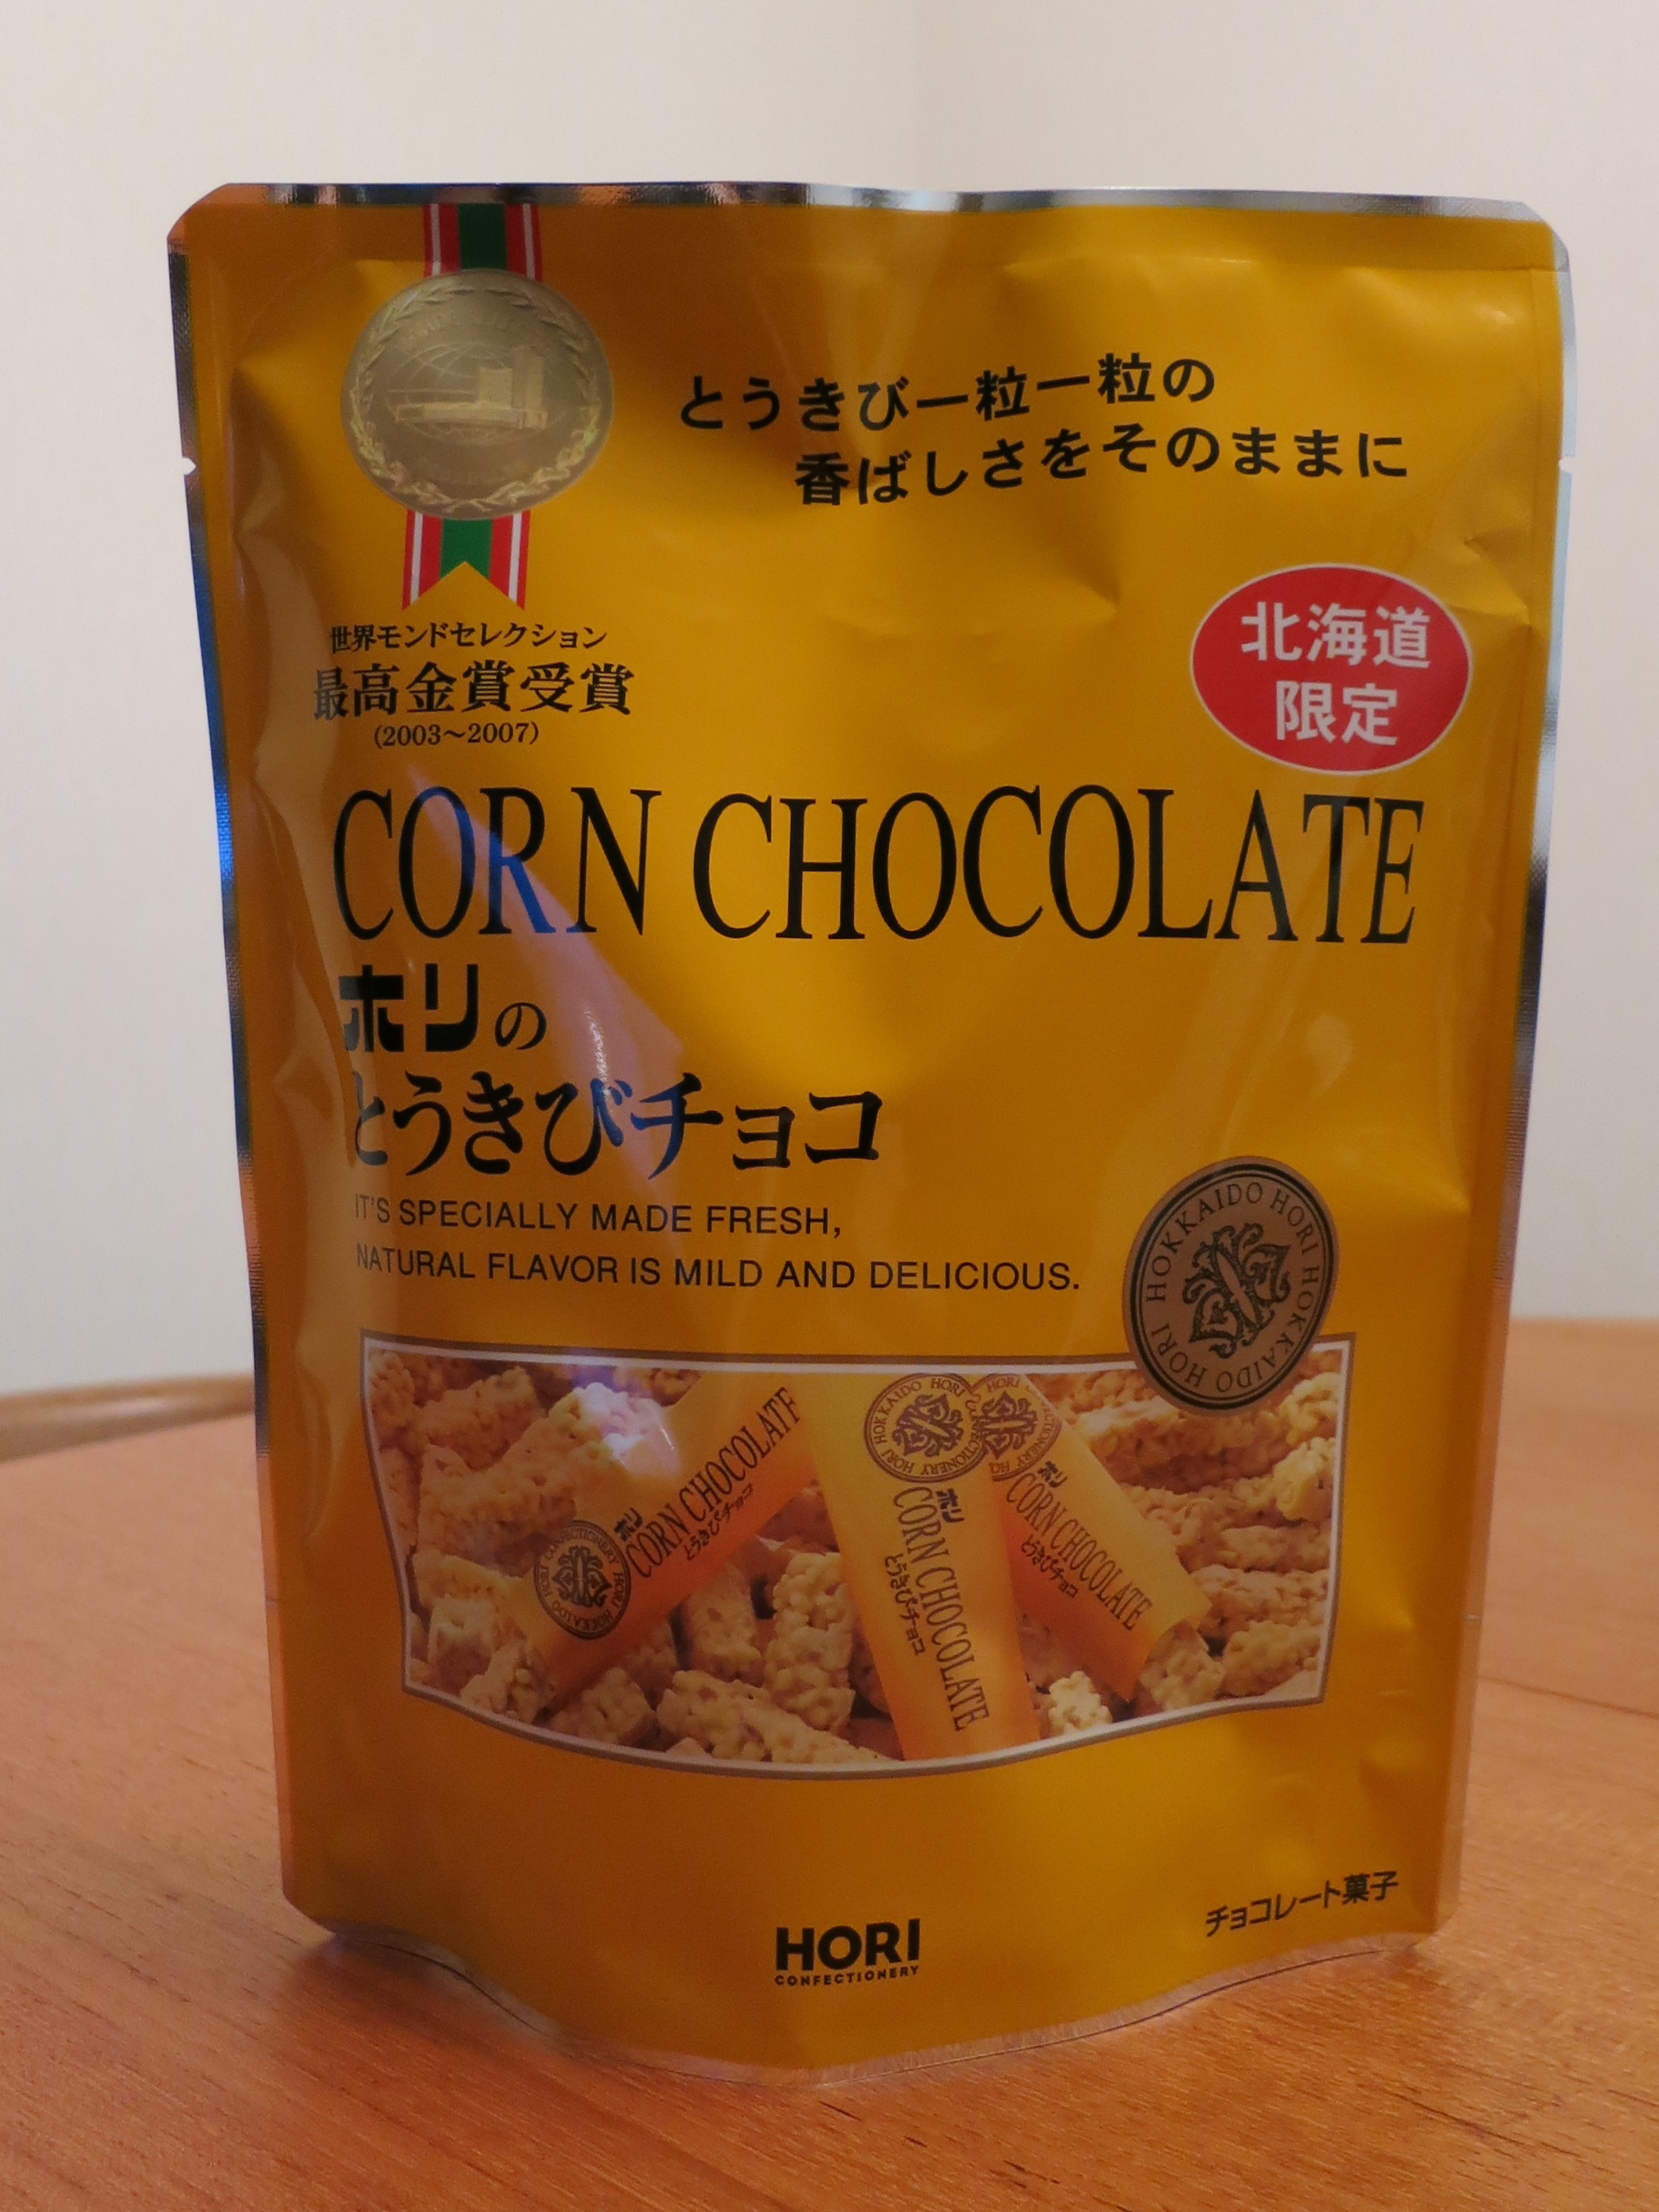 とうきび一粒一粒の
香ばしさをそのままに
世界モンドセレクション
最高金賞受賞
(2003～2007)
北海道
限定
CORN CHOCOLATE
ホリの
とうきびチョコ
IT'S SPECIALLY MADE FRESH,
NATURAL FLAVOR IS MILD AND DELICIOUS.
HOKKAIDO HORI HOKKAIDO HORI
ホリ
CORN CHOCOLATE
とうきびチョコ
HOKKAIDO HORI CONFECTIONERY HORI
ホリ
CORN CHOCOLATE
とうきびチョコ
ホリ
CORN CHOCOLATE
とうきびチョコ
チョコレート菓子
HORI
CONFECTIONERY